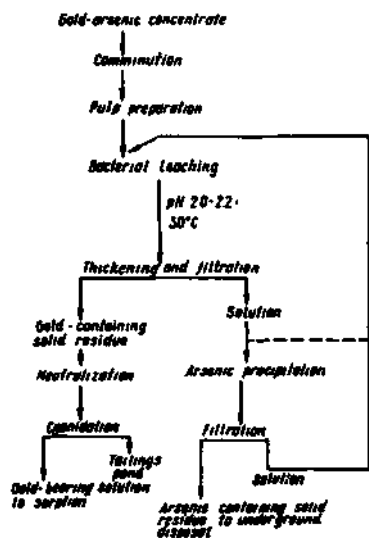 Gold-arsenic concentrate
Comminution
Pulp preparation
Bacterial leaching
pH 2.0-2.2;
30°C
Thickening and filtration
Gold-containing
solid residue
Neutralization
Cyanidation
Tailings
pond
Gold-bearing solution
to sorption
Solution
Arsenic precipitation
Filtration
Solution
Arsenic containing solid
residue to underground
disposal